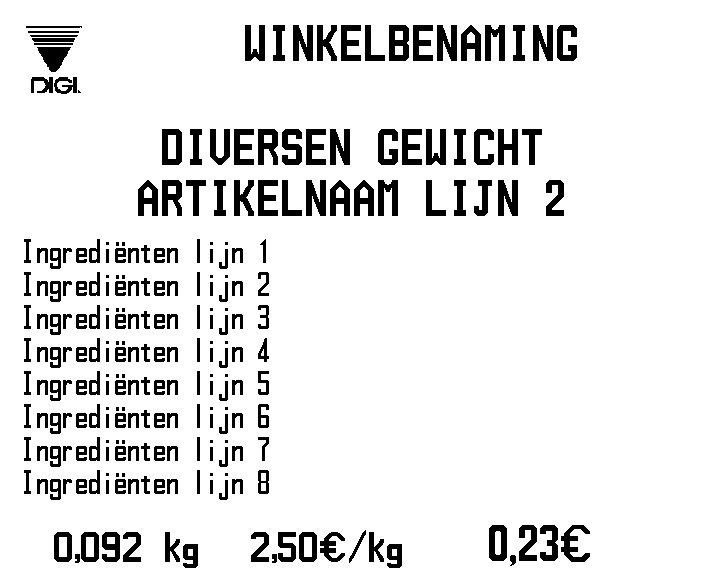 DIGI.
WINKELBENAMING
DIVERSEN GEWICHT
ARTIKELNAAM LIJN 2
Ingrediënten lijn 1
Ingrediënten lijn 2
Ingrediënten lijn 3
Ingrediënten lijn 4
Ingrediënten lijn 5
Ingrediënten lijn 6
Ingrediënten lijn 7
Ingrediënten lijn 8
0,092 kg 2,50€/kg 0,23€